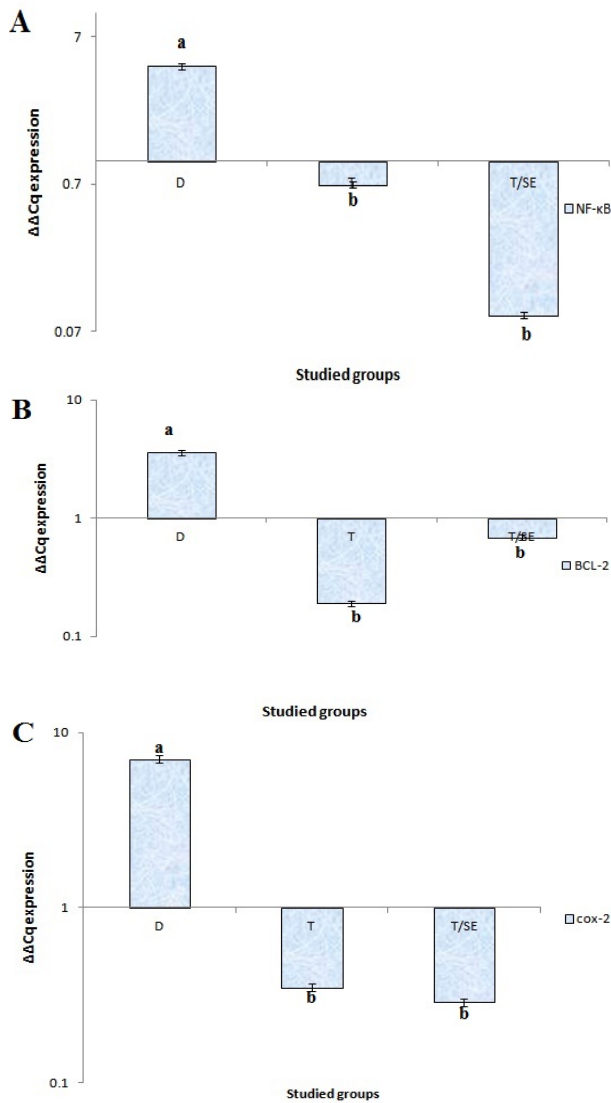 A
7
a
D
T/SE
0.7
b
NF-κB
ΔΔCq expression
b
0.07
Studied groups
B
10
a
1
D
T
T/SE
b
BCL-2
ΔΔCq expression
b
0.1
Studied groups
C
10
a
1
D
T
T/SE
cox-2
ΔΔCq expression
b
b
0.1
Studied groups